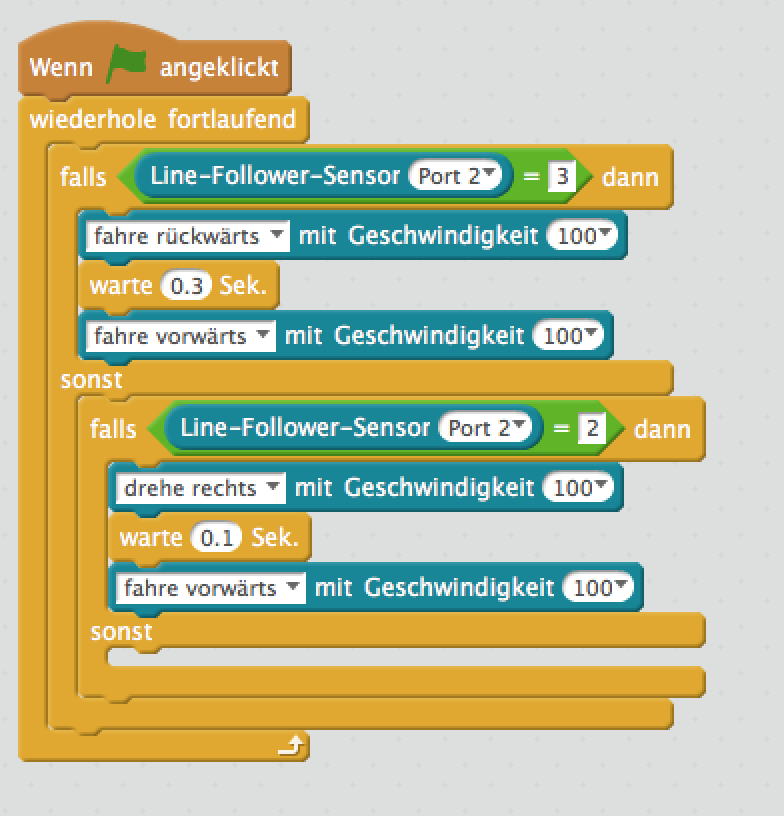 Wenn angeklickt
wiederhole fortlaufend
falls Line-Follower-Sensor Port 2 = 3 dann
fahre rückwärts mit Geschwindigkeit 100
warte 0.3 Sek.
fahre vorwärts mit Geschwindigkeit 100
sonst
falls Line-Follower-Sensor Port 2 = 2 dann
drehe rechts mit Geschwindigkeit 100
warte 0.1 Sek.
fahre vorwärts mit Geschwindigkeit 100
sonst